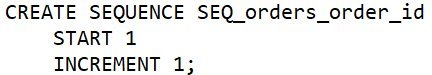 CREATE SEQUENCE SEQ_orders_order_id
START 1
INCREMENT 1;